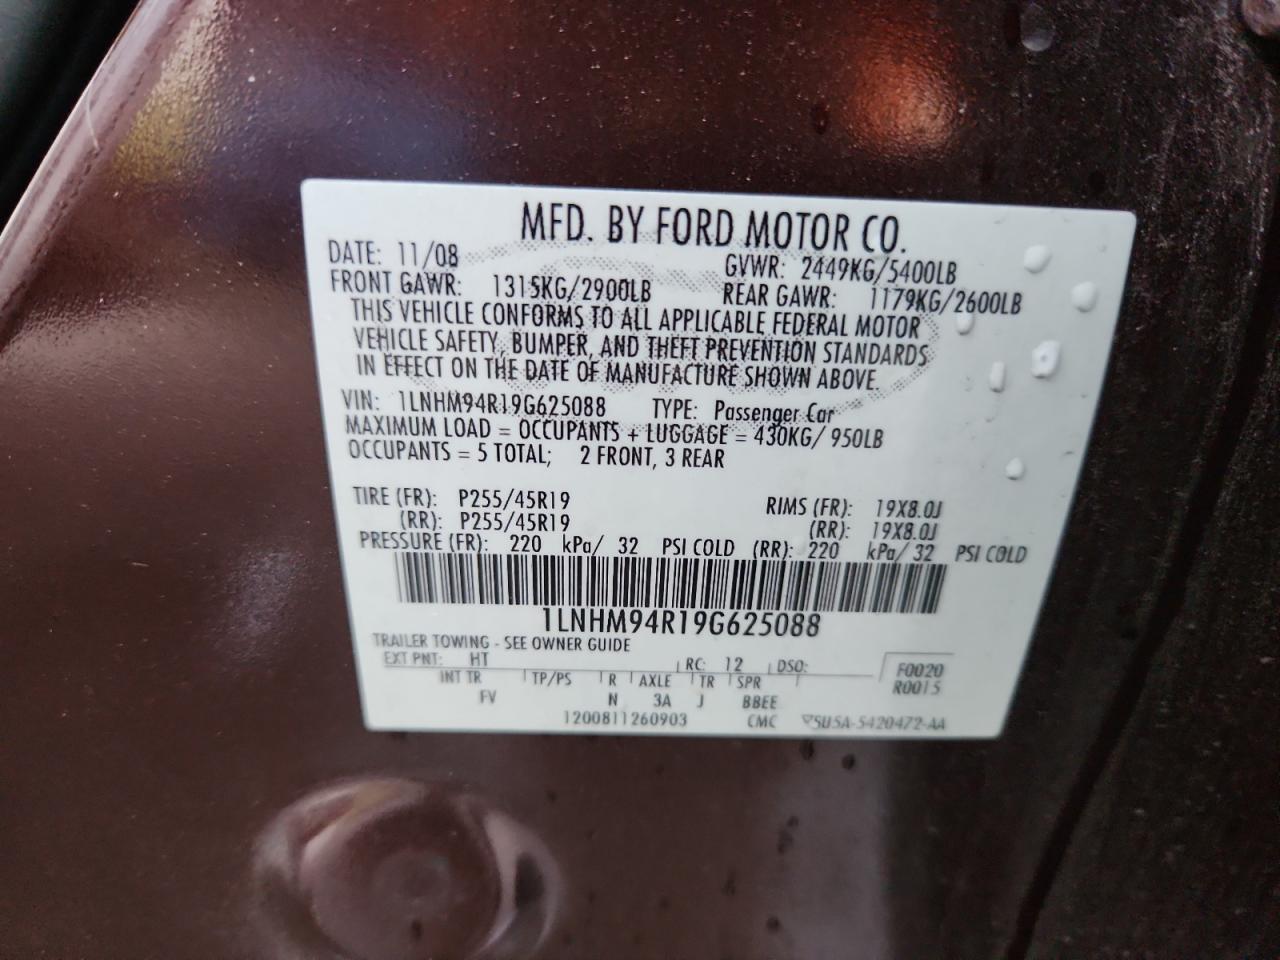 MFD. BY FORD MOTOR CO.
DATE: 11/08 GVWR: 2449KG/5400LB
FRONT GAWR: 1315KG/2900LB REAR GAWR: 1179KG/2600LB
THIS VEHICLE CONFORMS TO ALL APPLICABLE FEDERAL MOTOR
VEHICLE SAFETY, BUMPER, AND THEFT PREVENTION STANDARDS
IN EFFECT ON THE DATE OF MANUFACTURE SHOWN ABOVE.
VIN: 1LNHM94R19G625088 TYPE: Passenger Car
MAXIMUM LOAD = OCCUPANTS + LUGGAGE = 430KG/ 950LB
OCCUPANTS = 5 TOTAL; 2 FRONT, 3 REAR
TIRE (FR): P255/45R19 RIMS (FR): 19X8.0J
(RR): P255/45R19 (RR): 19X8.0J
PRESSURE (FR): 220 kPa/ 32 PSI COLD (RR): 220 kPa/ 32 PSI COLD
1LNHM94R19G625088
TRAILER TOWING - SEE OWNER GUIDE
EXT PNT: HT RC: 12 DSO: F0020
INT TR TP/PS R AXLE TR SPR R0015
FV N 3A J BBEE
1200811260903 CMC 5U5A-5420472-AA